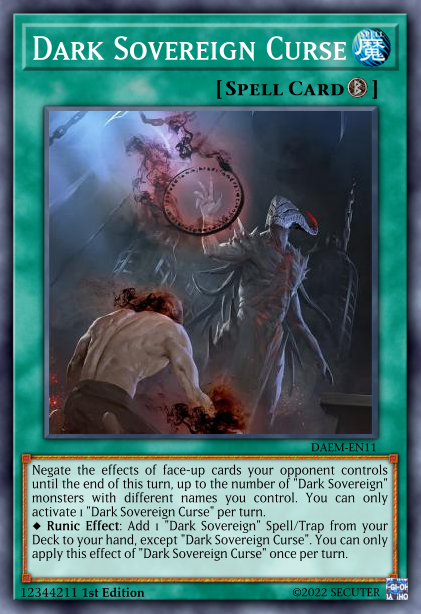 DARK SOVEREIGN CURSE 魔
[SPELL CARD ]
DAEM-EN11
Negate the effects of face-up cards your opponent controls
until the end of this turn, up to the number of "Dark Sovereign"
monsters with different names you control. You can only
activate 1 "Dark Sovereign Curse" per turn.
◆ Runic Effect: Add 1 "Dark Sovereign" Spell/Trap from your
Deck to your hand, except "Dark Sovereign Curse". You can only
apply this effect of "Dark Sovereign Curse" once per turn.
12344211 1st Edition ©2022 SECUTER